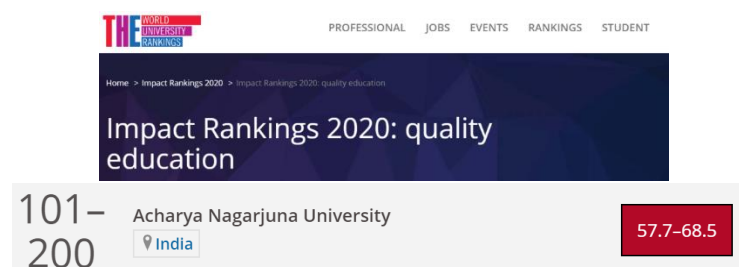 THE WORLD
UNIVERSITY
RANKINGS
PROFESSIONAL JOBS EVENTS RANKINGS STUDENT
Home > Impact Rankings 2020 > Impact Rankings 2020: quality education
Impact Rankings 2020: quality
education
101–
200
Acharya Nagarjuna University
India
57.7–68.5